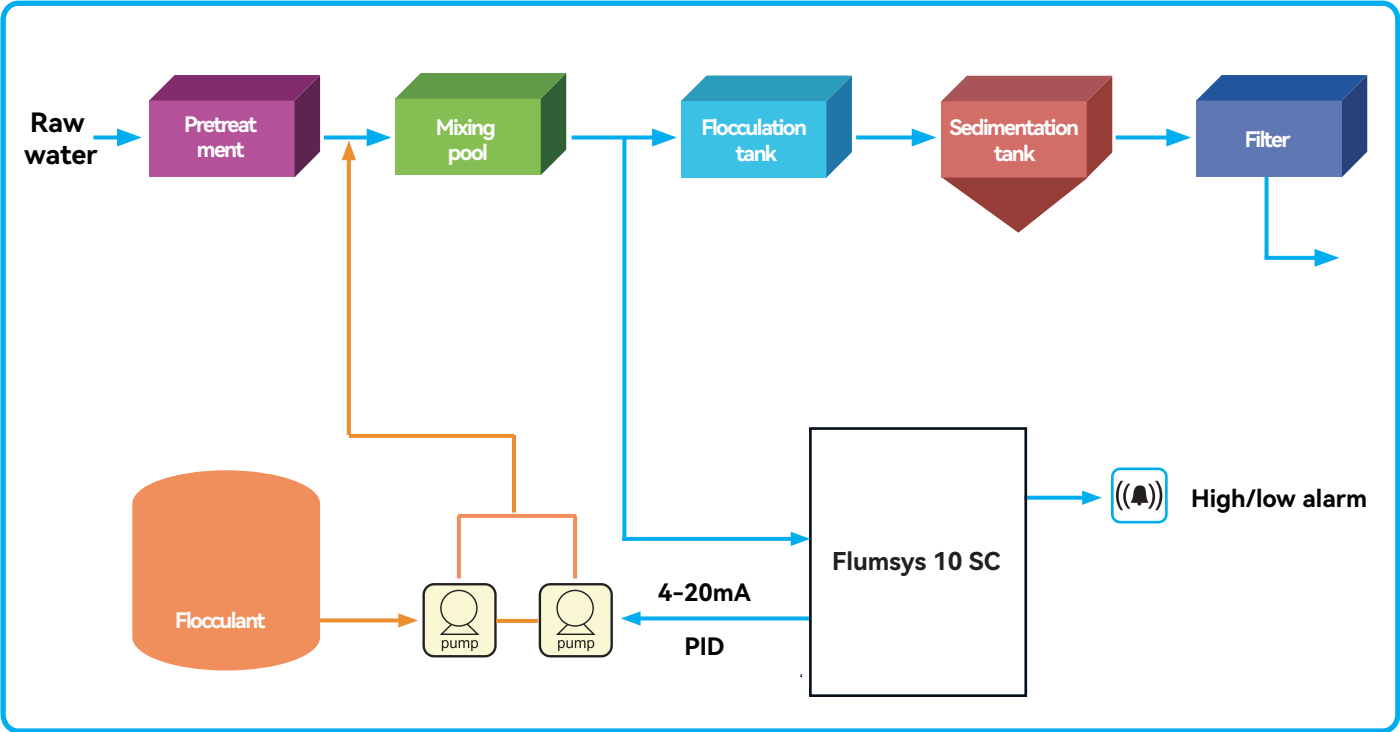 Raw
water
Pretreat
ment
Mixing
pool
Flocculation
tank
Sedimentation
tank
Filter
High/low alarm
Flumsys 10 SC
4-20mA
PID
Flocculant
pump
pump